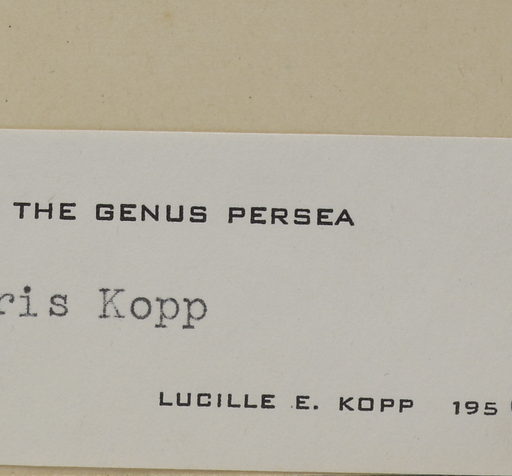 THE GENUS PERSEA
ris Kopp
LUCILLE E. KOPP 195